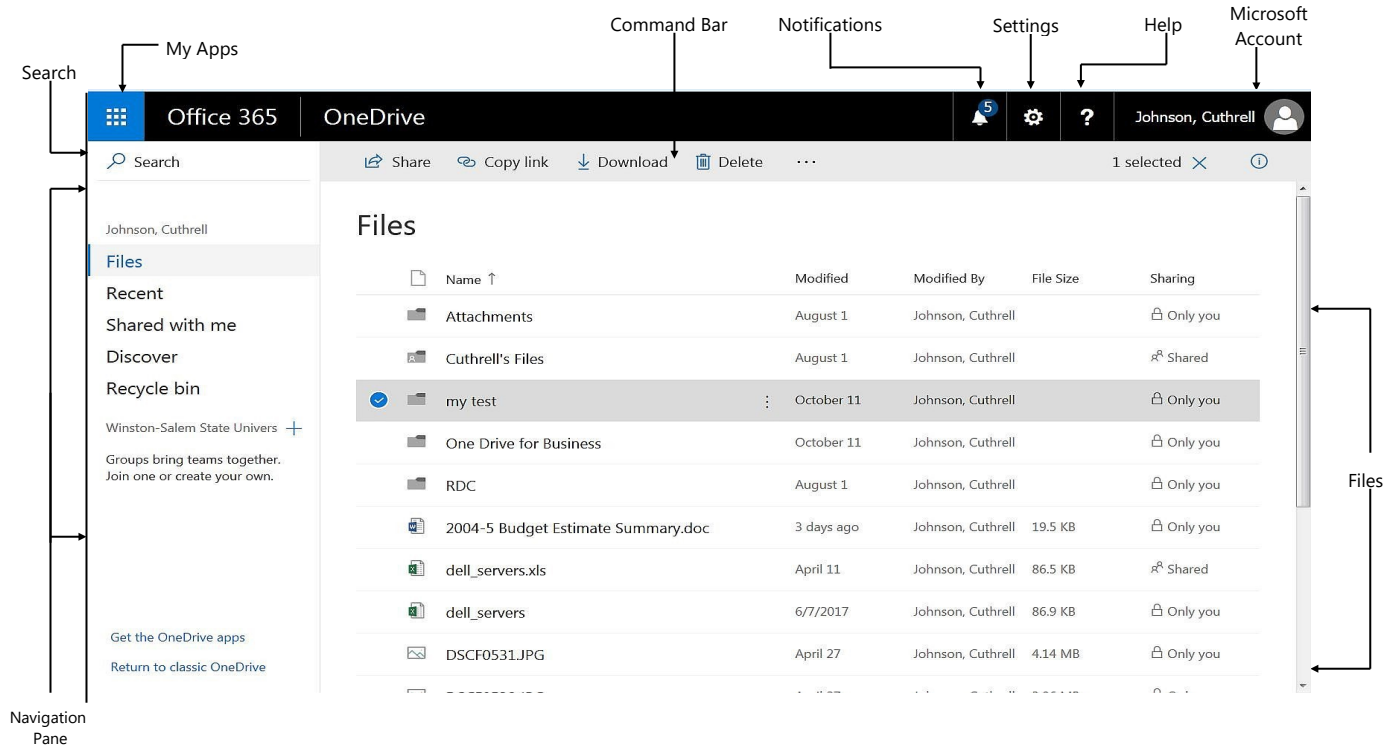 Command Bar
Notifications
Settings
Help
Microsoft
Account
My Apps
Search
Office 365
OneDrive
5
?
Johnson, Cuthrell
Search
Share
Copy link
Download
Delete
...
1 selected
Johnson, Cuthrell
Files
Recent
Shared with me
Discover
Recycle bin
Winston-Salem State Univers
Groups bring teams together.
Join one or create your own.
Get the OneDrive apps
Return to classic OneDrive
Files
Name ↑ Modified Modified By File Size Sharing
Attachments August 1 Johnson, Cuthrell Only you
Cuthrell's Files August 1 Johnson, Cuthrell Shared
my test October 11 Johnson, Cuthrell Only you
One Drive for Business October 11 Johnson, Cuthrell Only you
RDC August 1 Johnson, Cuthrell Only you
2004-5 Budget Estimate Summary.doc 3 days ago Johnson, Cuthrell 19.5 KB Only you
dell_servers.xls April 11 Johnson, Cuthrell 86.5 KB Shared
dell_servers 6/7/2017 Johnson, Cuthrell 86.9 KB Only you
DSCF0531.JPG April 27 Johnson, Cuthrell 4.14 MB Only you
Files
Navigation
Pane